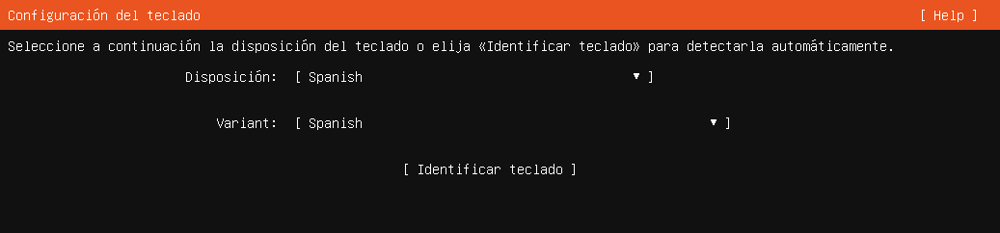 Configuración del teclado [ Help ]
Seleccione a continuación la disposición del teclado o elija «Identificar teclado» para detectarla automáticamente.
Disposición: [ Spanish ▾ ]
Variant: [ Spanish ▾ ]
[ Identificar teclado ]